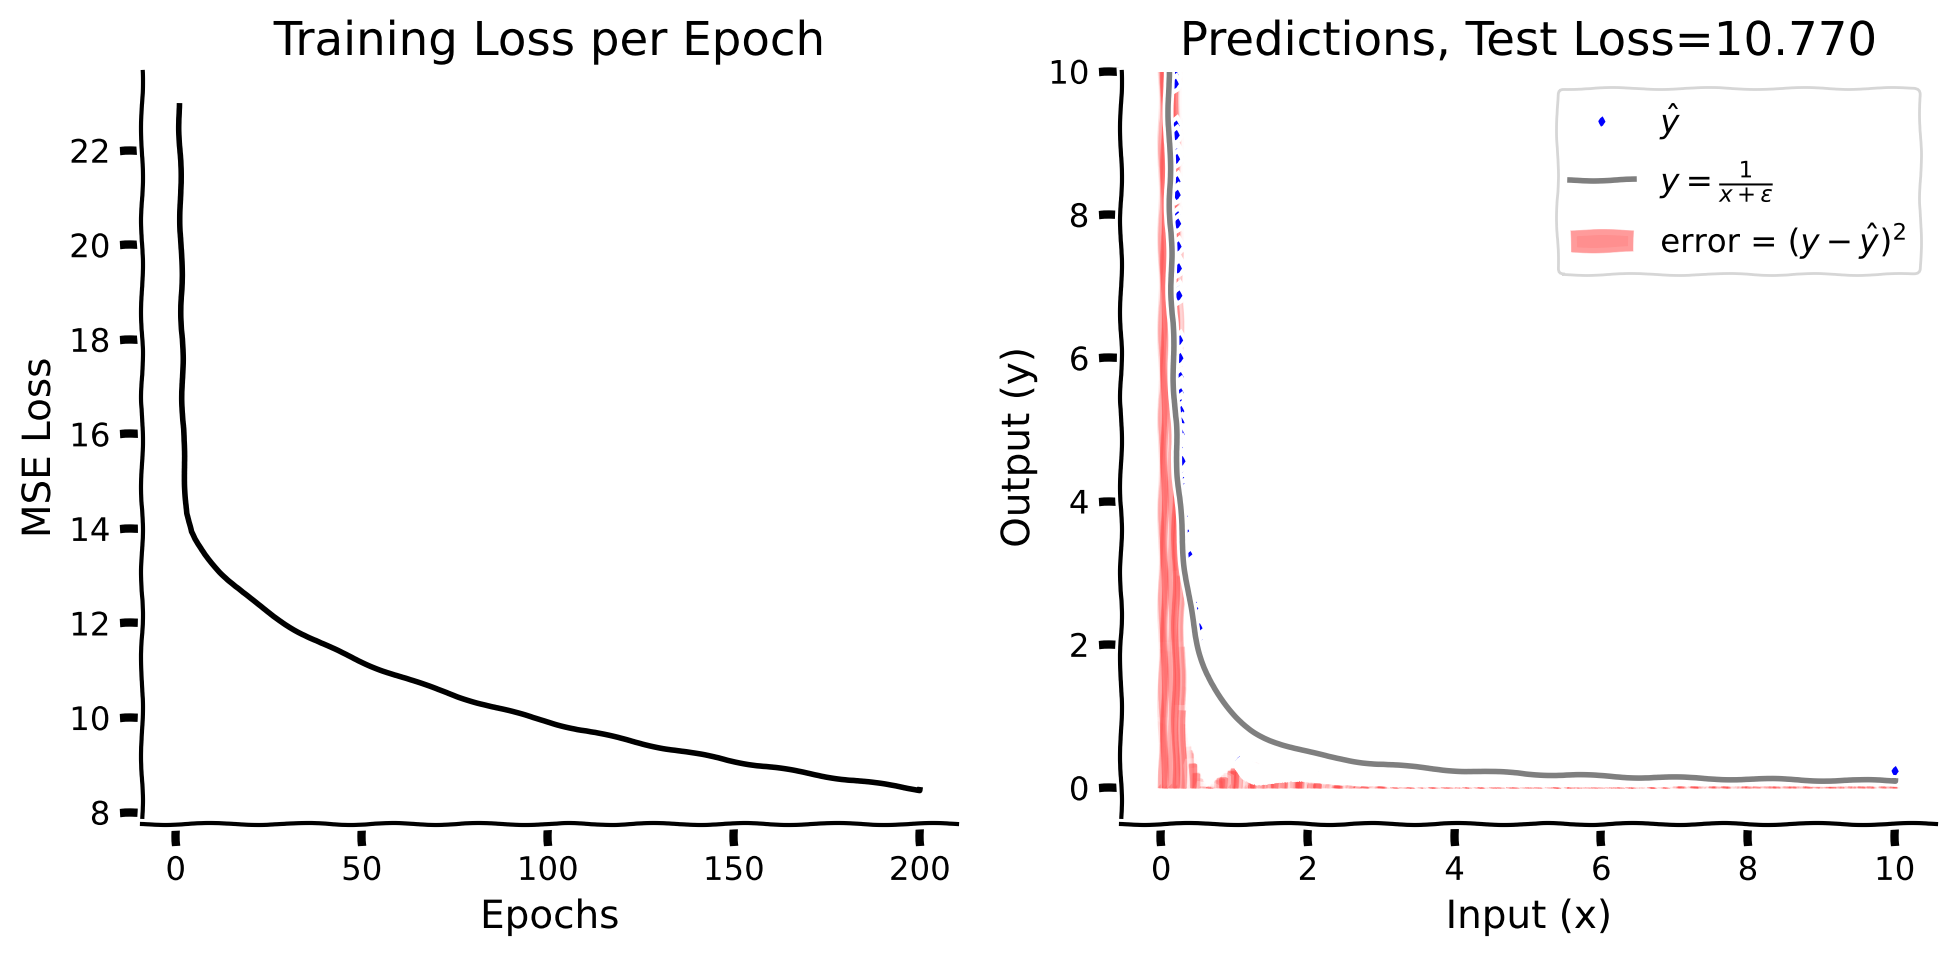 Training Loss per Epoch
22
20
18
16
14
12
10
8
MSE Loss
0 50 100 150 200
Epochs
Predictions, Test Loss=10.770
10
8
6
4
2
0
Output (y)
0 2 4 6 8 10
Input (x)
ŷ
y = 1/(x + ε)
error = (y − ŷ)²